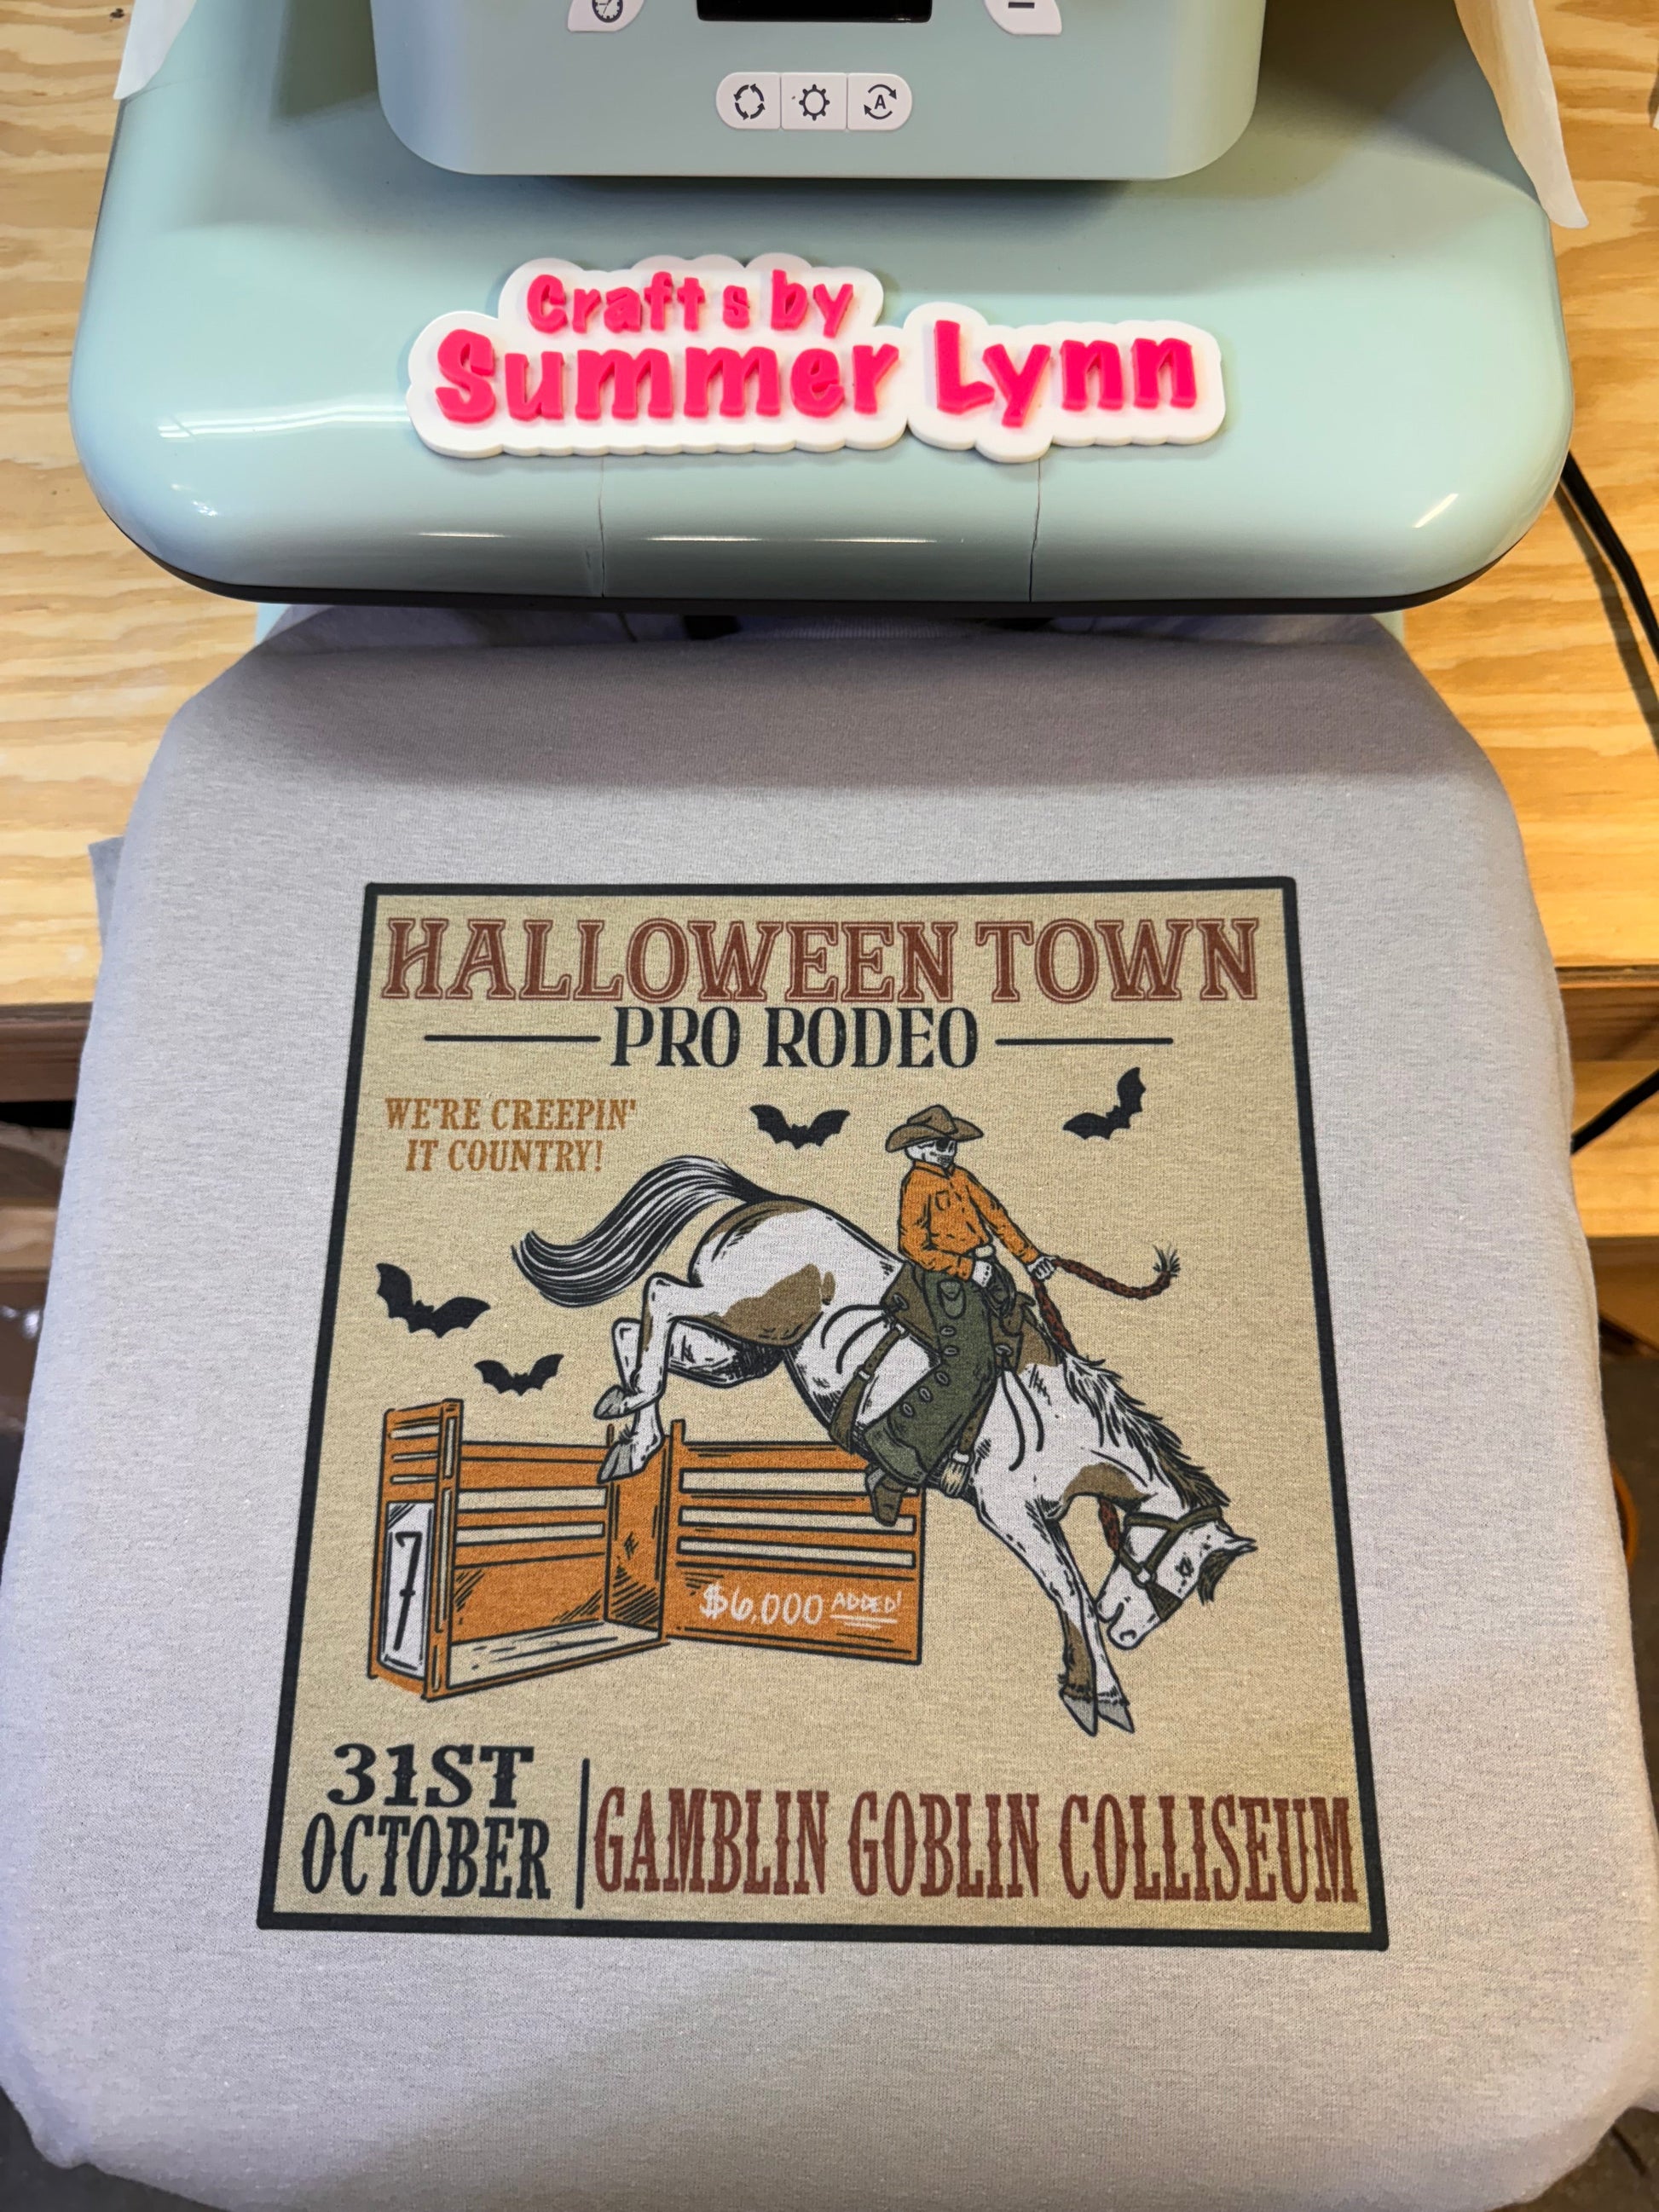 A
Crafts by
Summer Lynn
HALLOWEEN TOWN
PRO RODEO
WE'RE CREEPIN'
IT COUNTRY!
7
$6,000 ADDED!
31ST
OCTOBER
GAMBLIN GOBLIN COLLISEUM